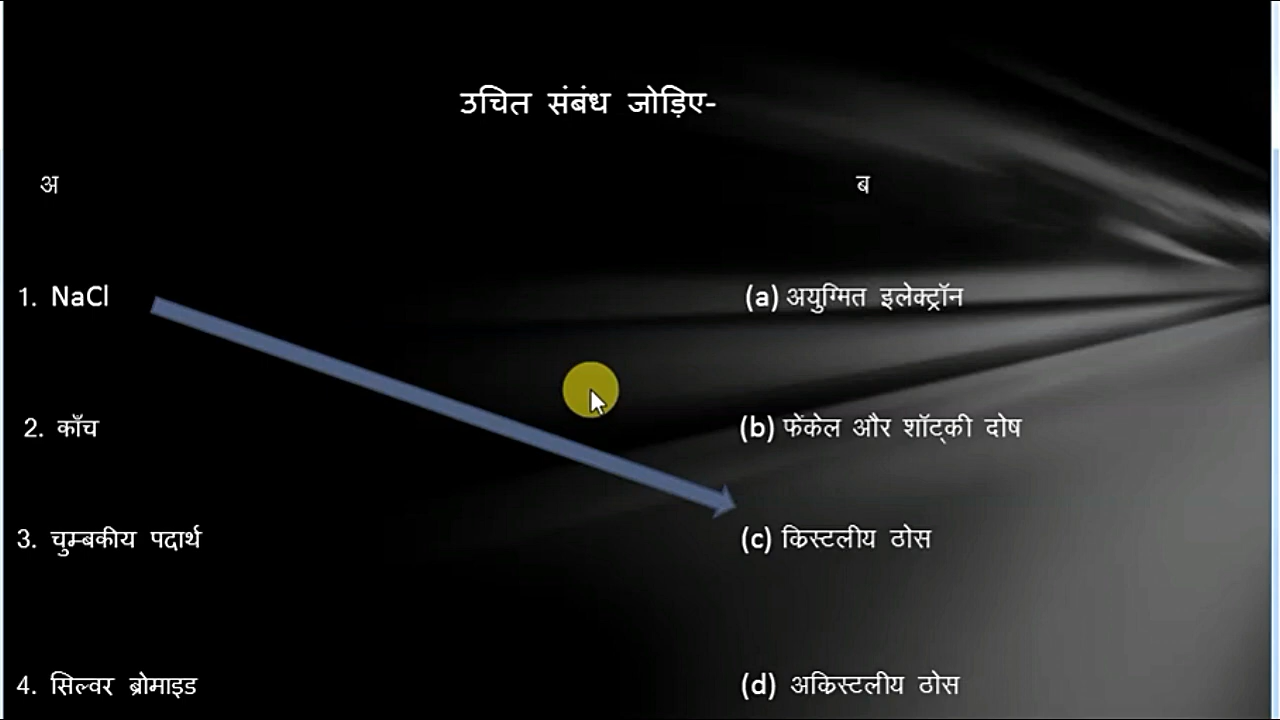 उचित संबंध जोड़िए-
अ ब
1. NaCl (a) अयुग्मित इलेक्ट्रॉन
2. काँच (b) फेंकेल और शॉट्की दोष
3. चुम्बकीय पदार्थ (c) किस्टलीय ठोस
4. सिल्वर ब्रोमाइड (d) अकिस्टलीय ठोस